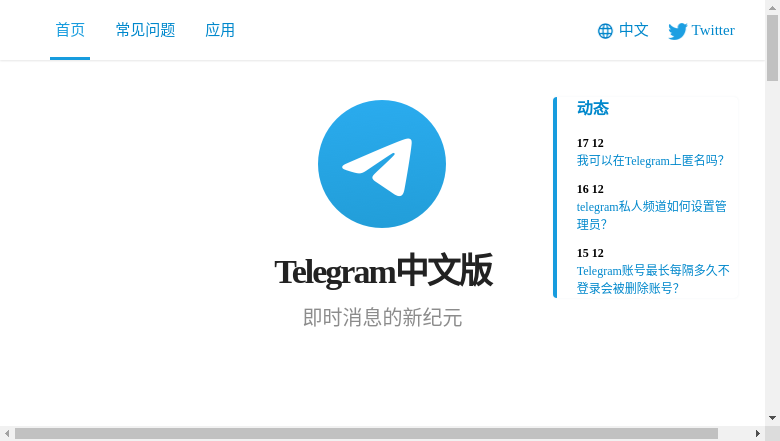 首页 常见问题 应用 中文 Twitter
动态
17 12
我可以在Telegram上匿名吗？
16 12
telegram私人频道如何设置管
理员？
15 12
Telegram账号最长每隔多久不
登录会被删除账号？
Telegram中文版
即时消息的新纪元